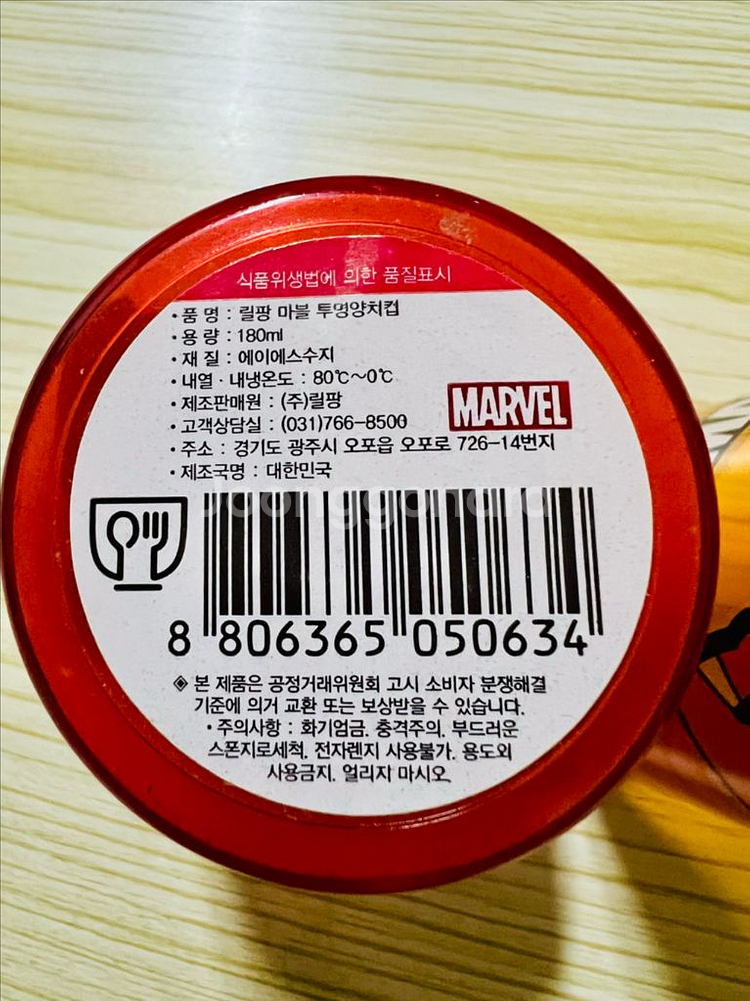 식품위생법에 의한 품질표시
• 품 명 : 릴팡 마블 투명양치컵
• 용 량 : 180ml
• 재 질 : 에이에스수지
• 내열 · 내냉온도 : 80℃~0℃
• 제조판매원 : (주)릴팡
MARVEL
• 고객상담실 : (031)766-8500
• 주소 : 경기도 광주시 오포읍 오포로 726-14번지
• 제조국명 : 대한민국
Joonggonara
8 806365 050634
◈ 본 제품은 공정거래위원회 고시 소비자 분쟁해결
기준에 의거 교환 또는 보상받을 수 있습니다.
• 주의사항 : 화기엄금. 충격주의. 부드러운
스폰지로세척. 전자렌지 사용불가. 용도외
사용금지. 얼리지 마시오